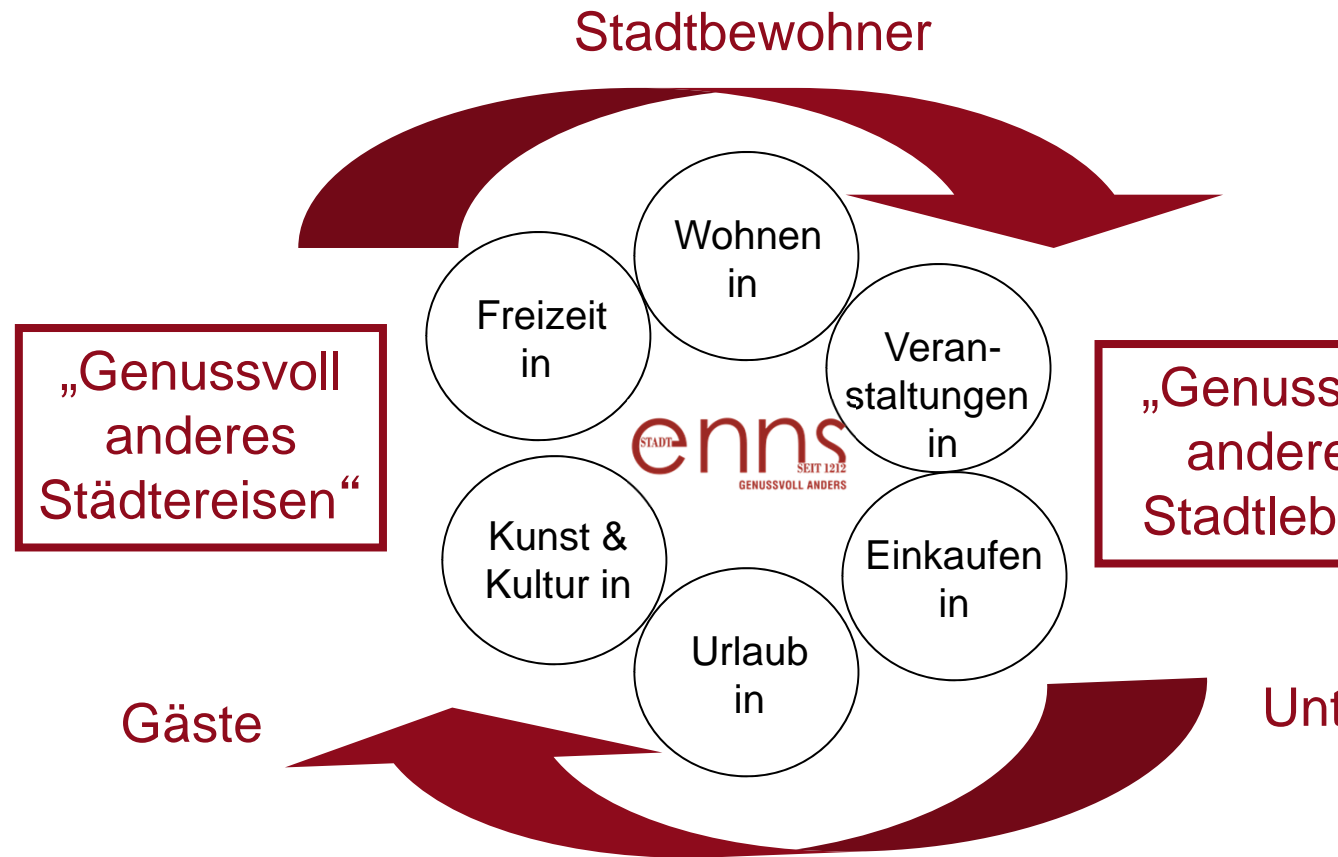 Stadtbewohner
Wohnen
in
Freizeit
in
Veran-
staltungen
in
„Genussvoll
anderes
Städtereisen“
STADT
enns
SEIT 1212
GENUSSVOLL ANDERS
Kunst &
Kultur in
Einkaufen
in
Urlaub
in
Gäste